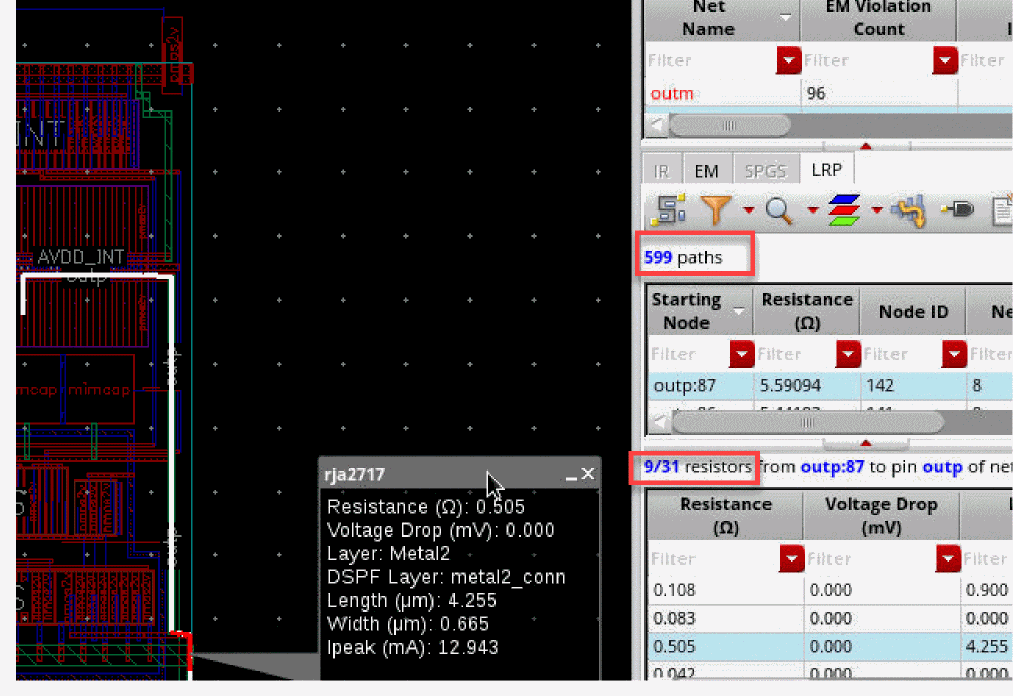 Net Name
EM Violation Count
Filter Filter Filter
outm 96
IR EM SPGS LRP
599 paths
Starting Node
Resistance (Ω)
Node ID
Ne
Filter Filter Filter Filter
outp:87 5.59094 142 8
9/31 resistors from outp:87 to pin outp of net
Resistance (Ω)
Voltage Drop (mV)
Filter Filter Filter
0.108 0.000 0.900
0.083 0.000 0.000
0.505 0.000 4.255
0.042 0.000 0.000
rja2717
Resistance (Ω): 0.505
Voltage Drop (mV): 0.000
Layer: Metal2
DSPF Layer: metal2_conn
Length (µm): 4.255
Width (µm): 0.665
Ipeak (mA): 12.943
pmos2v
INT
AVDD_INT
outp
outp
mcap mimcap
outp
S
S